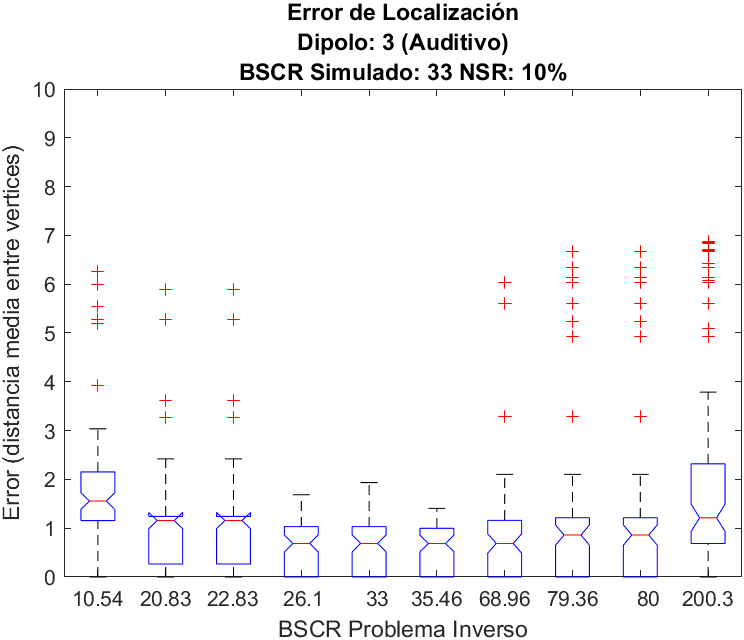 Error de Localización
Dipolo: 3 (Auditivo)
BSCR Simulado: 33 NSR: 10%
Error (distancia media entre vertices)
10
9
8
7
6
5
4
3
2
1
0
10.54 20.83 22.83 26.1 33 35.46 68.96 79.36 80 200.3
BSCR Problema Inverso